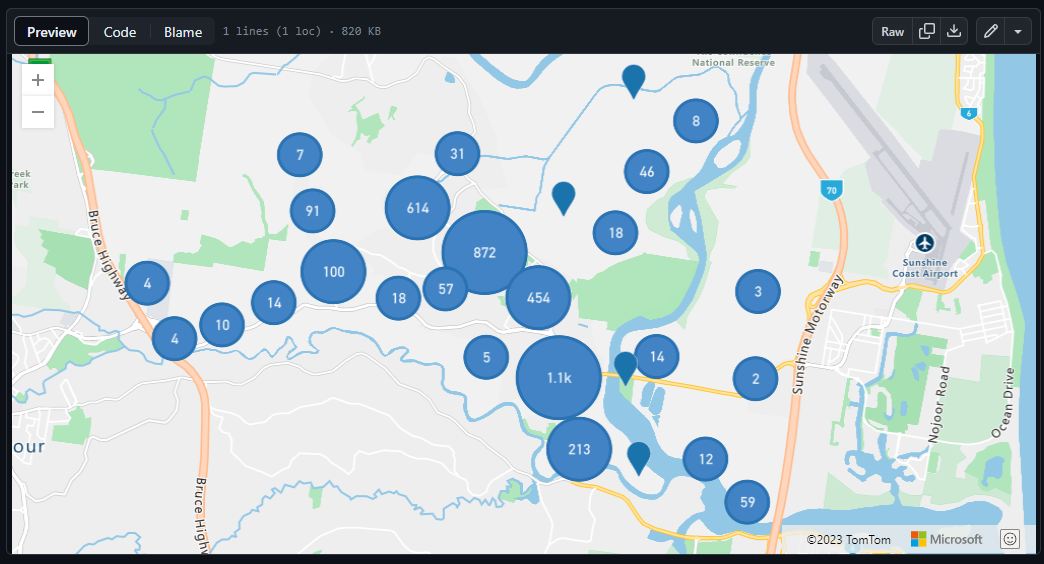 Preview Code Blame 1 lines (1 loc) · 820 KB Raw
National Reserve
+
−
8
6
7
31
reek
ark
46
70
91
614
18
872
Sunshine
Coast Airport
Bruce Highway
4
100
57
3
14
18
454
10
4
Sunshine Motorway
5
14
1.1k
2
Nojoor Road
Ocean Drive
our
213
12
Bruce Highw
59
©2023 TomTom Microsoft